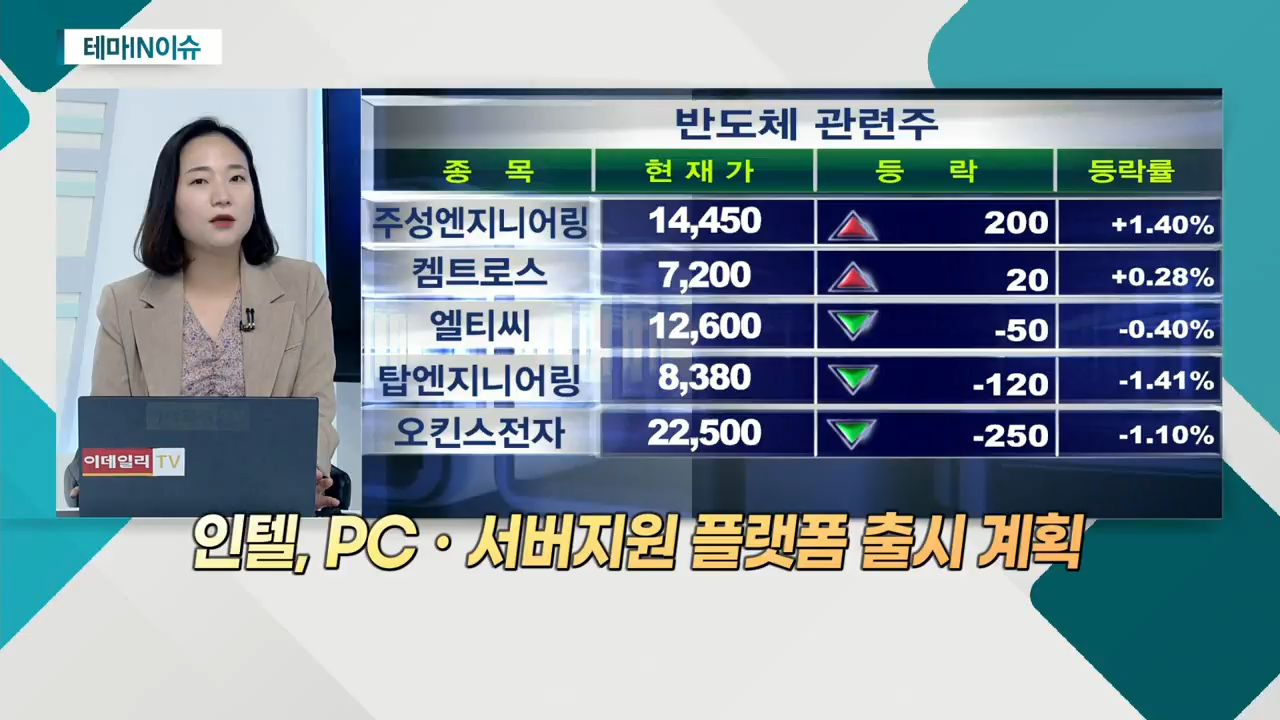 테마IN이슈
반도체 관련주
종 목 현재가 등 락 등락률
주성엔지니어링 14,450 200 +1.40%
켐트로스 7,200 20 +0.28%
엘티씨 12,600 -50 -0.40%
탑엔지니어링 8,380 -120 -1.41%
오킨스전자 22,500 -250 -1.10%
이데일리TV
인텔, PC·서버지원 플랫폼 출시 계획